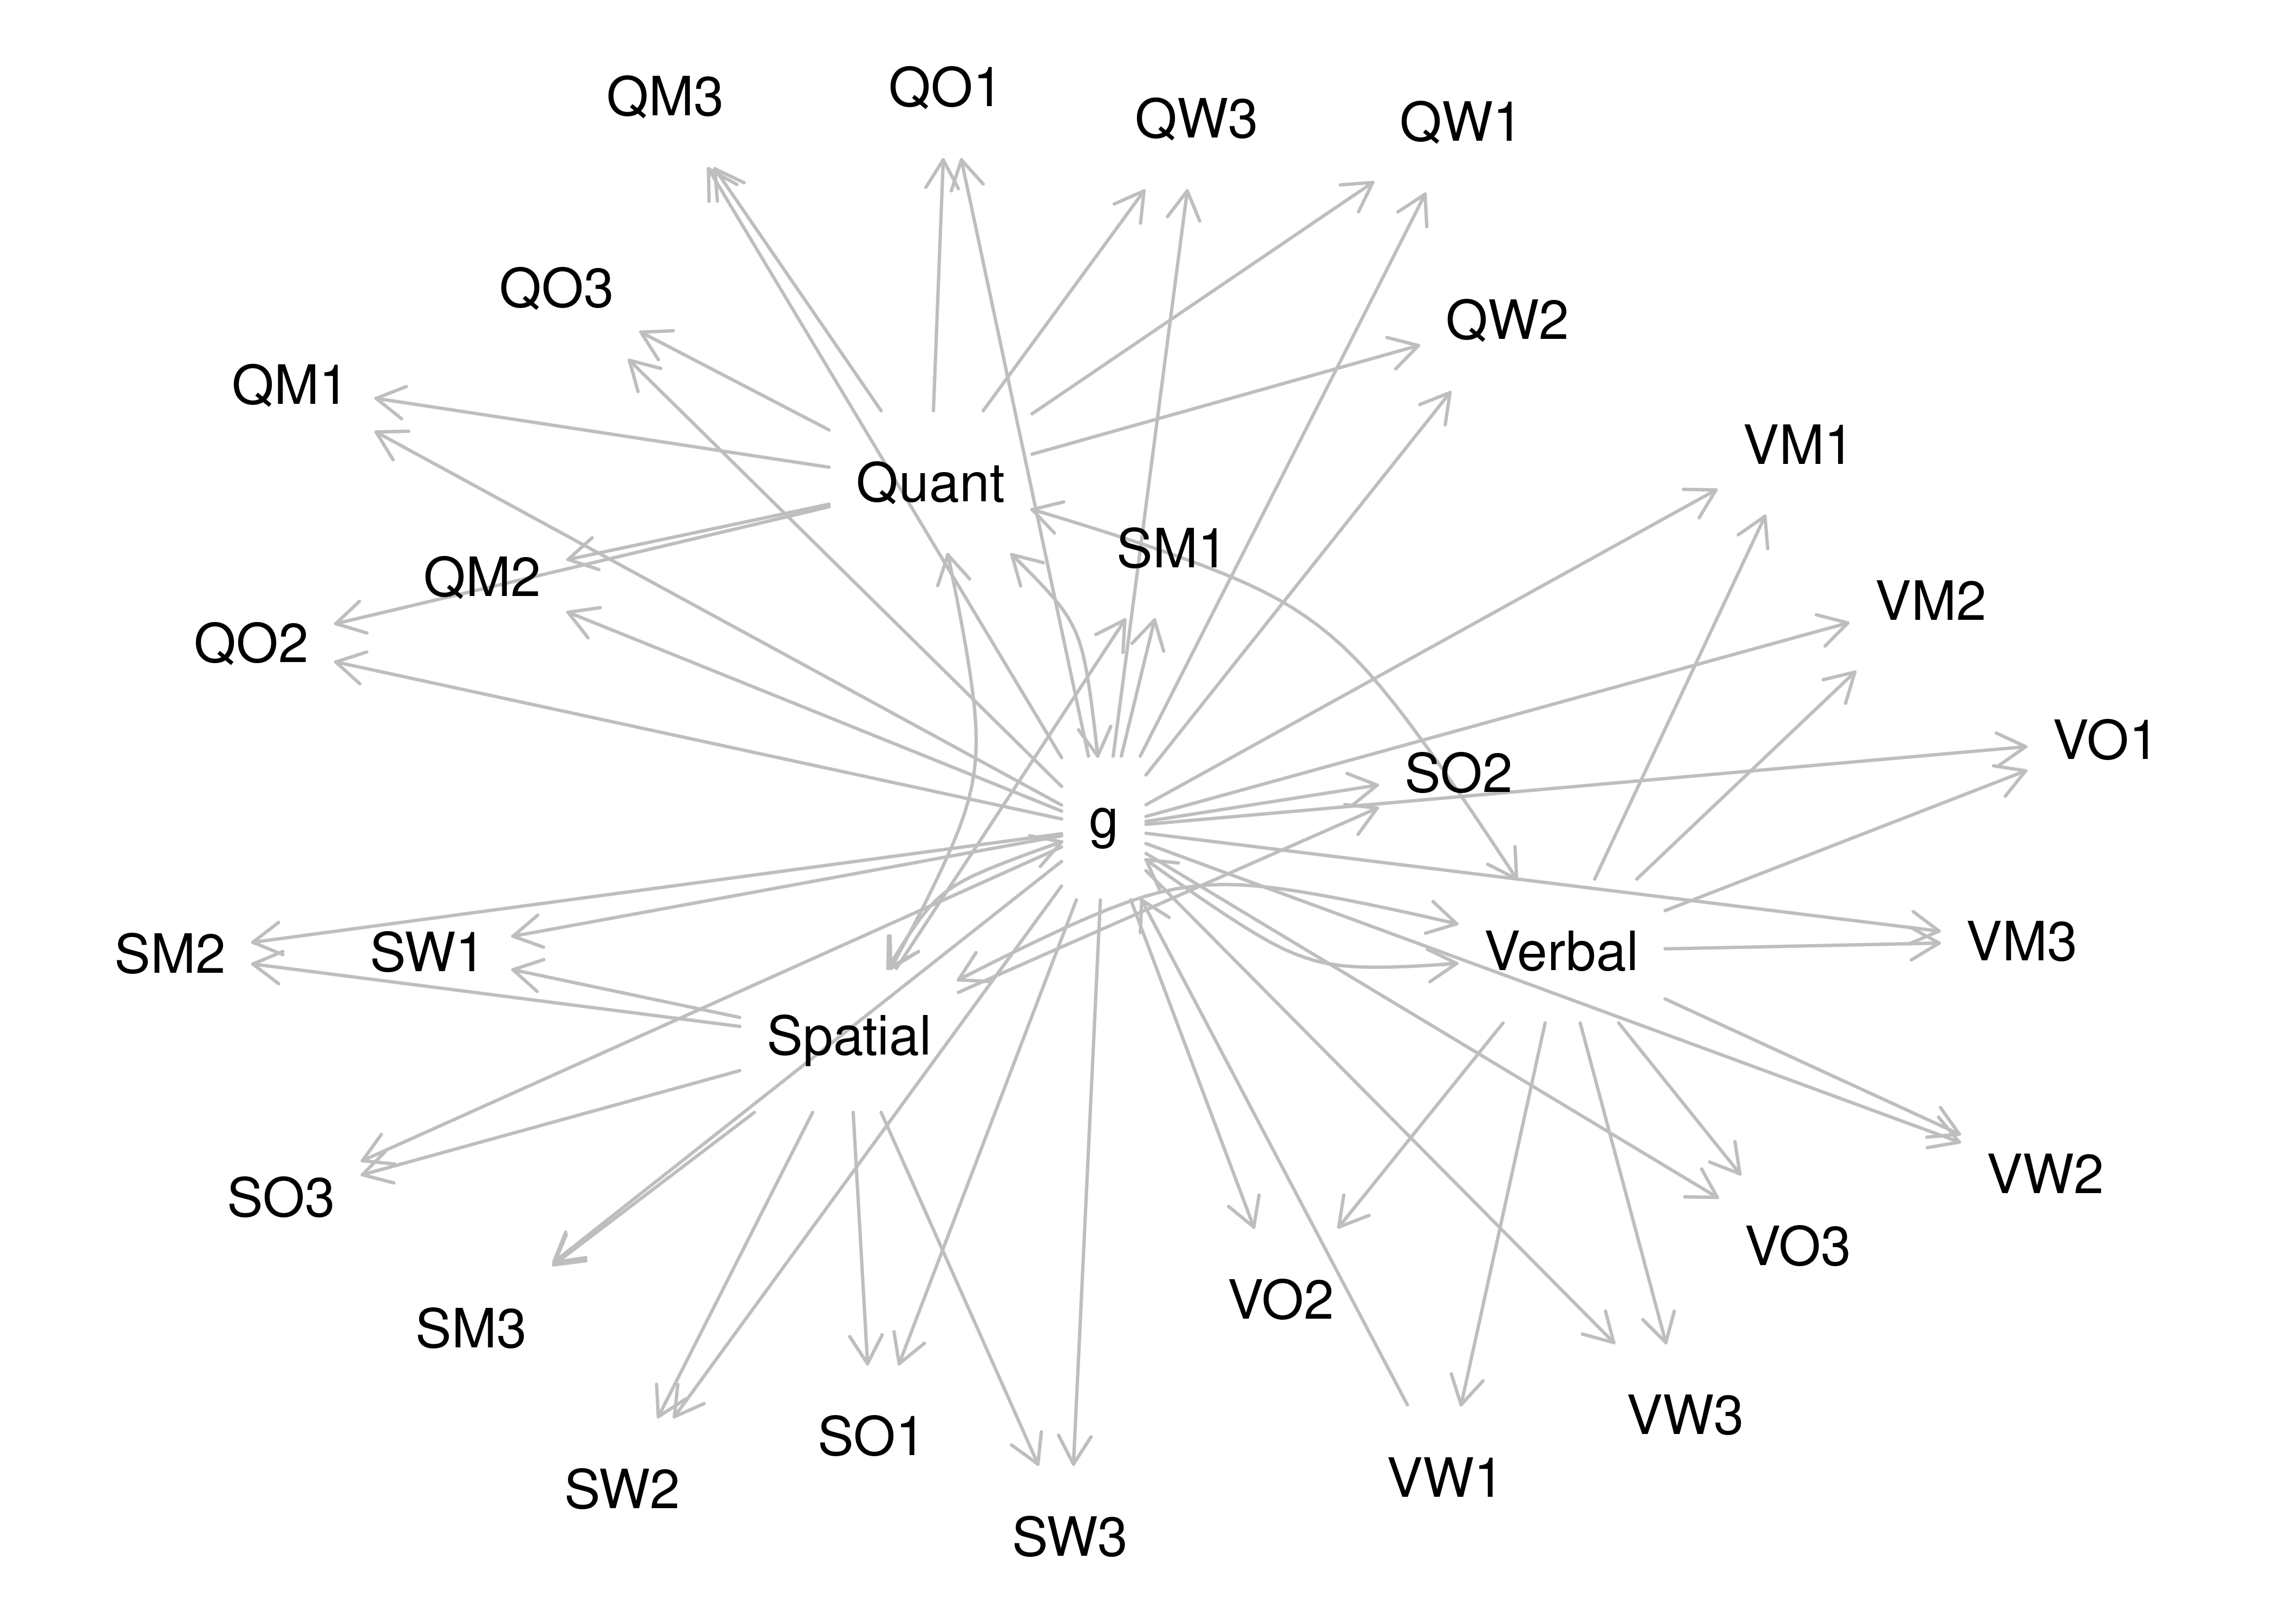 QM3
QO1
QW3
QW1
QO3
QW2
QM1
VM1
Quant
SM1
QM2
VM2
QO2
VO1
SO2
g
VM3
SW1
SM2
Verbal
Spatial
VW2
SO3
VO3
VO2
SM3
VW3
SO1
VW1
SW2
SW3